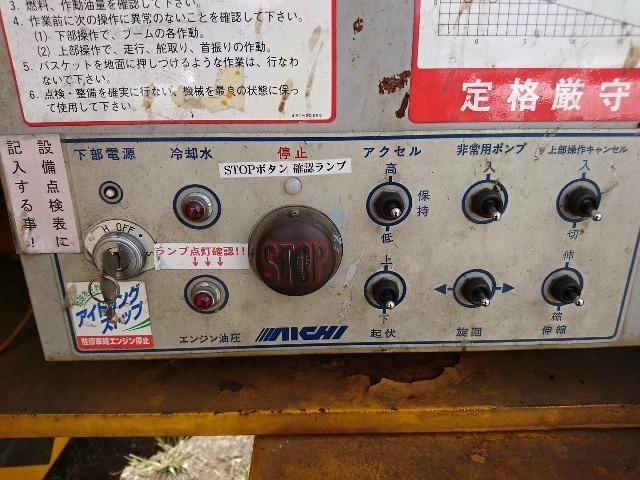 3. 燃料、作動油量を確認して下さい。
4. 作業前に次の操作に異常のないことを確認して下さい。
(1) 下部操作で、ブームの各作動。
(2) 上部操作で、走行、舵取り、首振りの作動。
5. バスケットを地面に押しつけるような作業は、行なわ
ないで下さい。
6. 点検・整備を確実に行ない、機械を最良の状態に保っ
て使用して下さい。
定格厳守
設備点検表に
記入する事!
下部電源
冷却水
停止
STOPボタン 確認ランプ
アクセル
高
保持
低
非常用ポンプ
入
上部操作キャンセル
入
切
H OFF
ランプ点灯確認!!
↓↓↓
STOP
アイドリング
ストップ
駐停車時エンジン停止
エンジン油圧
AICHI
上
下
起伏
旋回
伸
縮
伸縮